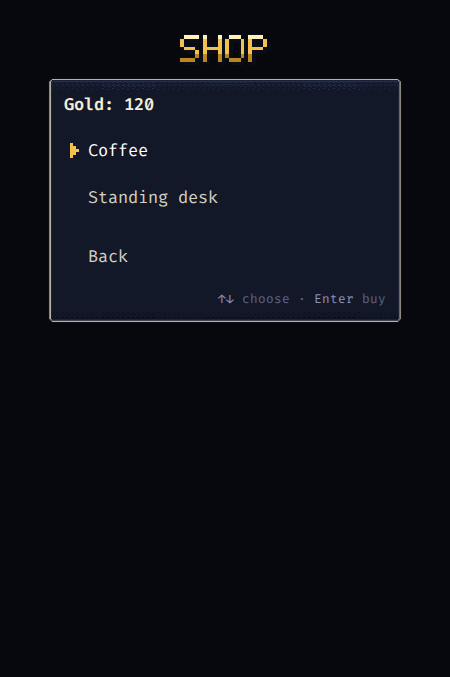 SHOP
Gold: 120
Coffee
Standing desk
Back
↑↓ choose · Enter buy